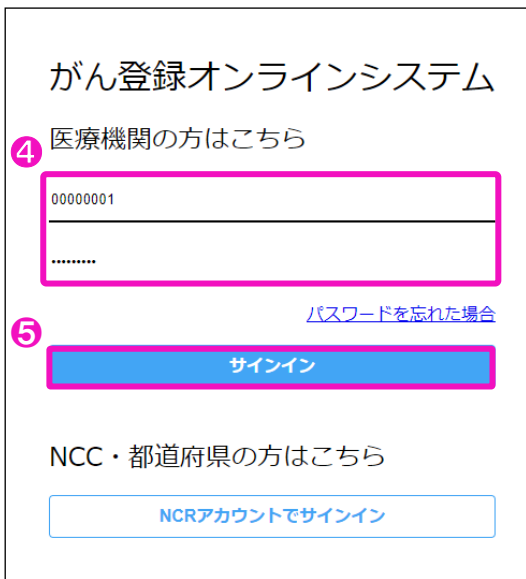 がん登録オンラインシステム
医療機関の方はこちら
④
00000001
.........
パスワードを忘れた場合
⑤
サインイン
NCC・都道府県の方はこちら
NCRアカウントでサインイン